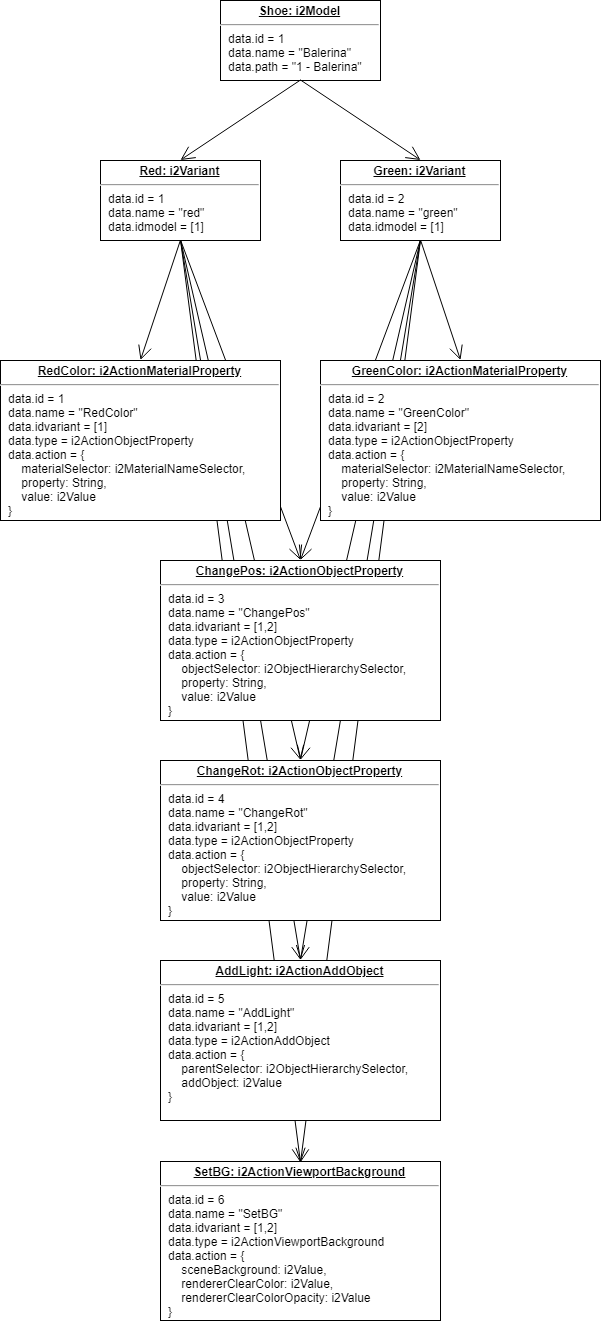 Shoe: i2Model
data.id = 1
data.name = "Balerina"
data.path = "1 - Balerina"
Red: i2Variant
data.id = 1
data.name = "red"
data.idmodel = [1]
Green: i2Variant
data.id = 2
data.name = "green"
data.idmodel = [1]
RedColor: i2ActionMaterialProperty
data.id = 1
data.name = "RedColor"
data.idvariant = [1]
data.type = i2ActionObjectProperty
data.action = {
materialSelector: i2MaterialNameSelector,
property: String,
value: i2Value
}
GreenColor: i2ActionMaterialProperty
data.id = 2
data.name = "GreenColor"
data.idvariant = [2]
data.type = i2ActionObjectProperty
data.action = {
materialSelector: i2MaterialNameSelector,
property: String,
value: i2Value
}
ChangePos: i2ActionObjectProperty
data.id = 3
data.name = "ChangePos"
data.idvariant = [1,2]
data.type = i2ActionObjectProperty
data.action = {
objectSelector: i2ObjectHierarchySelector,
property: String,
value: i2Value
}
ChangeRot: i2ActionObjectProperty
data.id = 4
data.name = "ChangeRot"
data.idvariant = [1,2]
data.type = i2ActionObjectProperty
data.action = {
objectSelector: i2ObjectHierarchySelector,
property: String,
value: i2Value
}
AddLight: i2ActionAddObject
data.id = 5
data.name = "AddLight"
data.idvariant = [1,2]
data.type = i2ActionAddObject
data.action = {
parentSelector: i2ObjectHierarchySelector,
addObject: i2Value
}
SetBG: i2ActionViewportBackground
data.id = 6
data.name = "SetBG"
data.idvariant = [1,2]
data.type = i2ActionViewportBackground
data.action = {
sceneBackground: i2Value,
rendererClearColor: i2Value,
rendererClearColorOpacity: i2Value
}